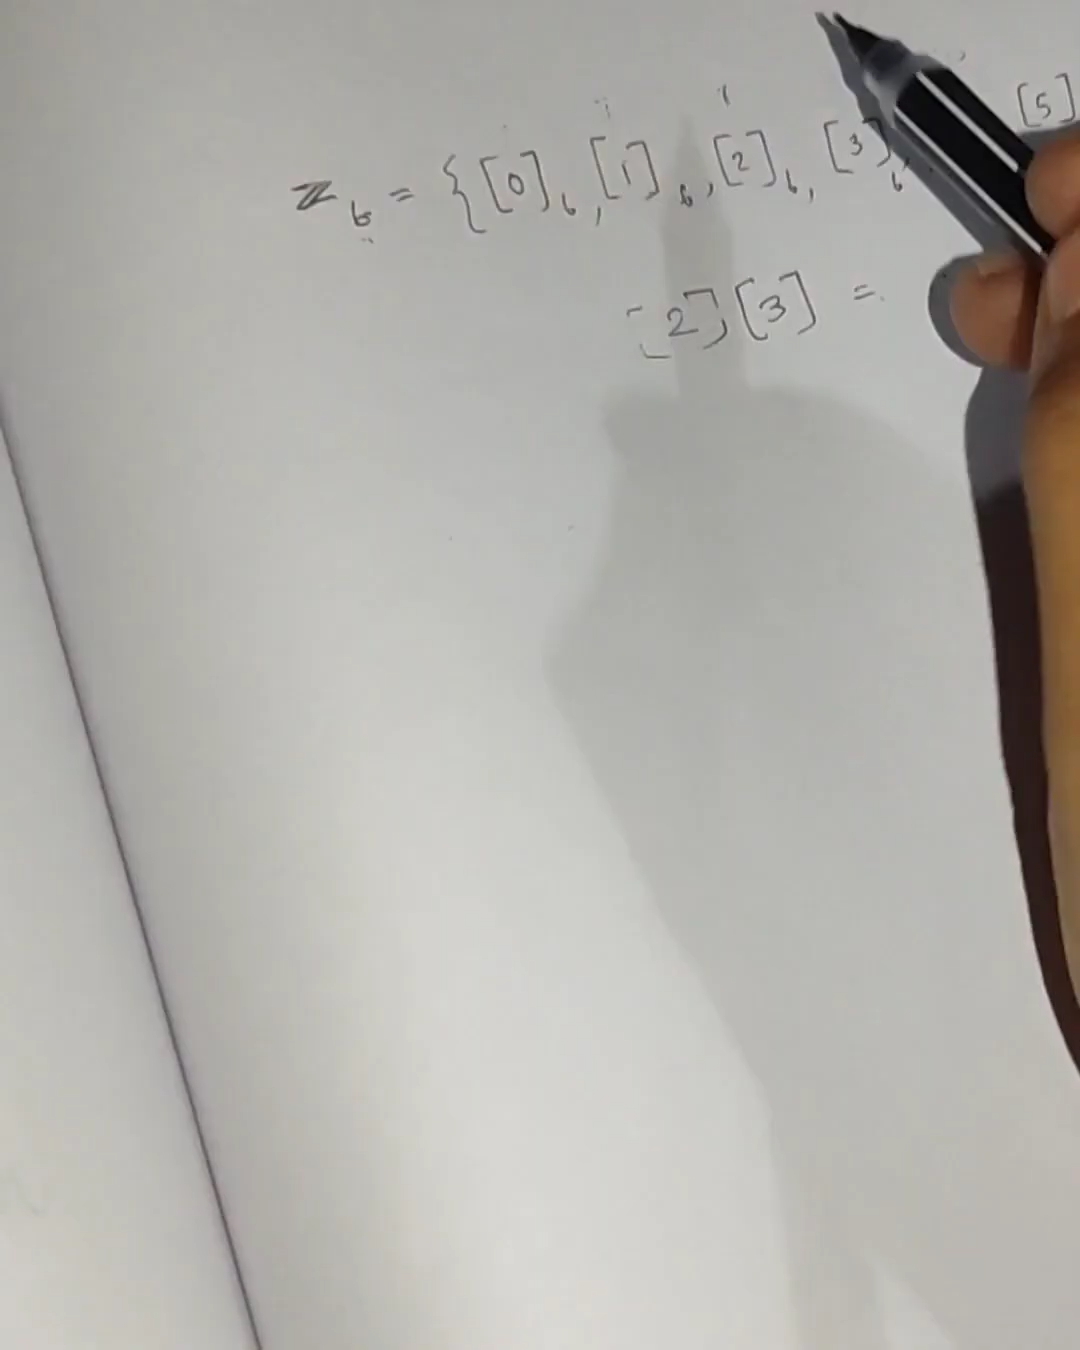 ℤ₆ = {[0]₆, [1]₆, [2]₆, [3]₆, [5]
[2][3] =